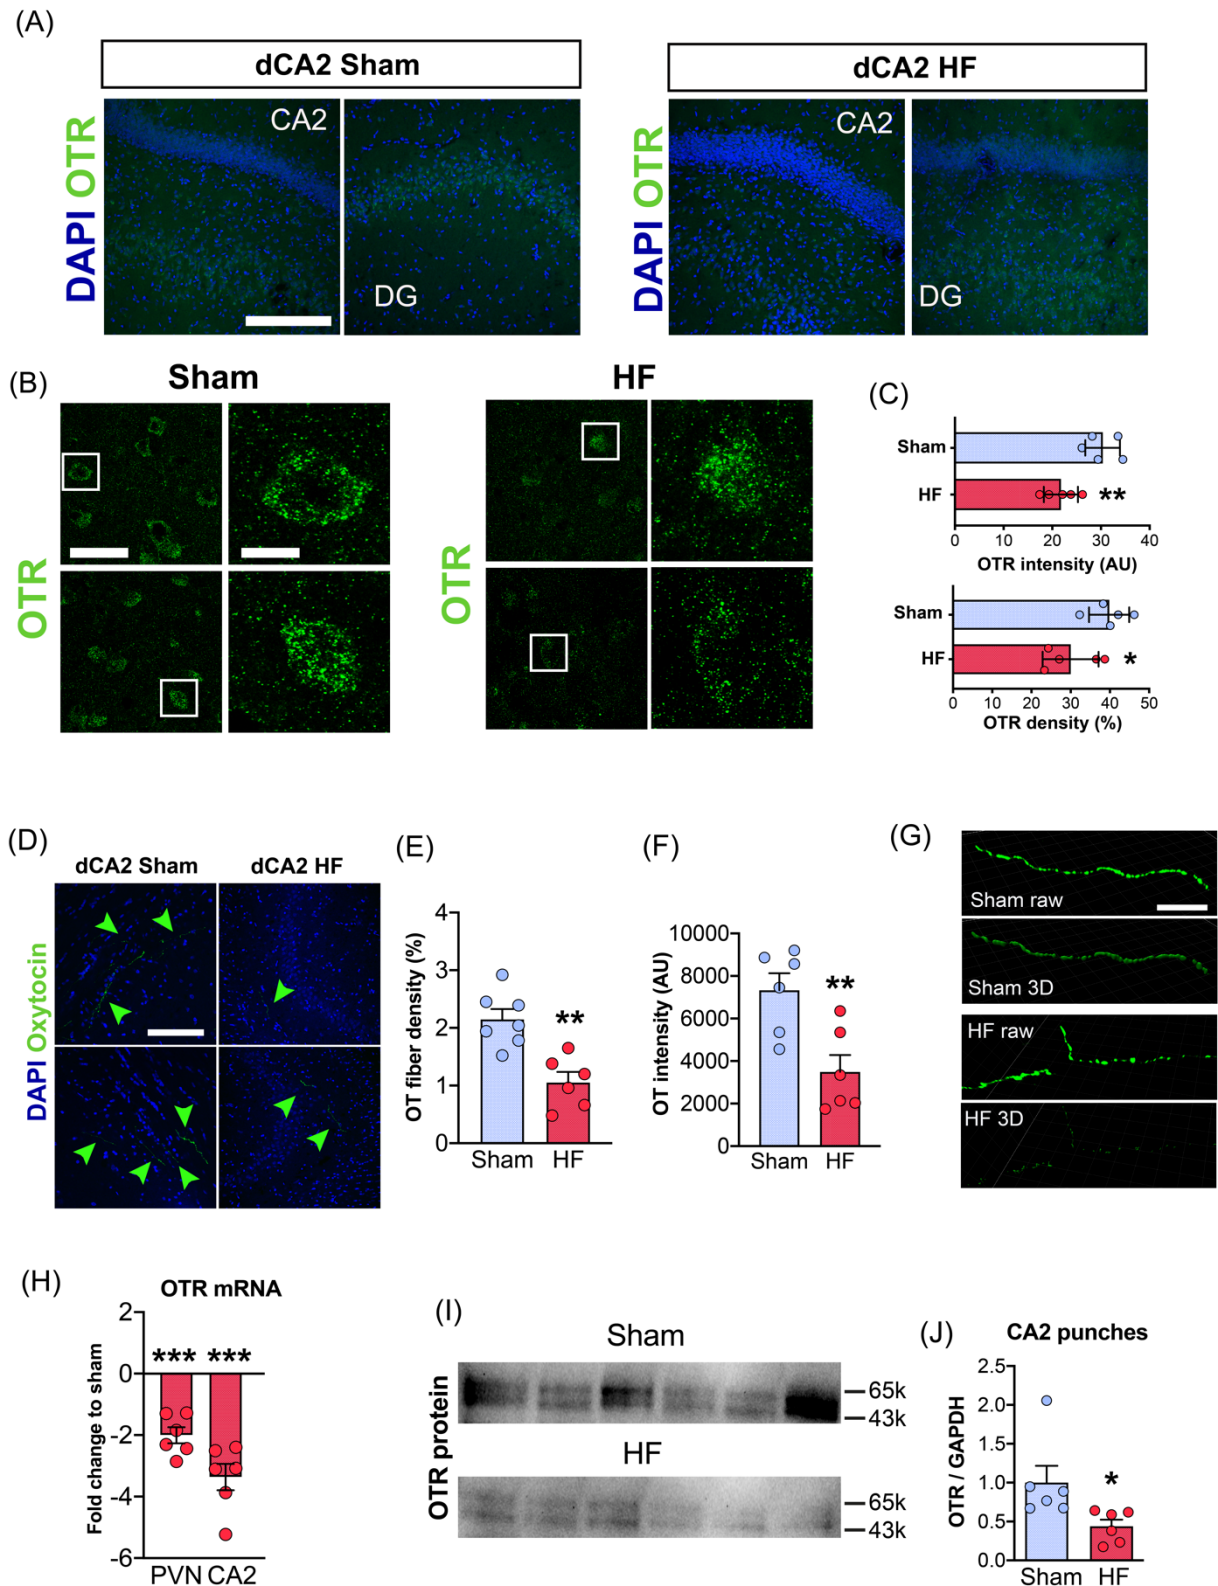 (A)
dCA2 Sham
dCA2 HF
DAPI OTR
CA2
DG
DAPI OTR
CA2
DG
(B)
Sham
HF
OTR
OTR
(C)
Sham
HF
**
0 10 20 30 40
OTR intensity (AU)
Sham
HF
*
0 10 20 30 40 50
OTR density (%)
(D)
dCA2 Sham
dCA2 HF
DAPI Oxytocin
(E)
OT fiber density (%)
4
3
2
1
0
**
Sham
HF
(F)
OT intensity (AU)
10000
8000
6000
4000
2000
0
**
Sham
HF
(G)
Sham raw
Sham 3D
HF raw
HF 3D
(H)
OTR mRNA
Fold change to sham
2
0
-2
-4
-6
*** ***
PVN CA2
(I)
OTR protein
Sham
65k
43k
HF
65k
43k
(J)
CA2 punches
OTR / GAPDH
2.5
2.0
1.5
1.0
0.5
0.0
*
Sham
HF